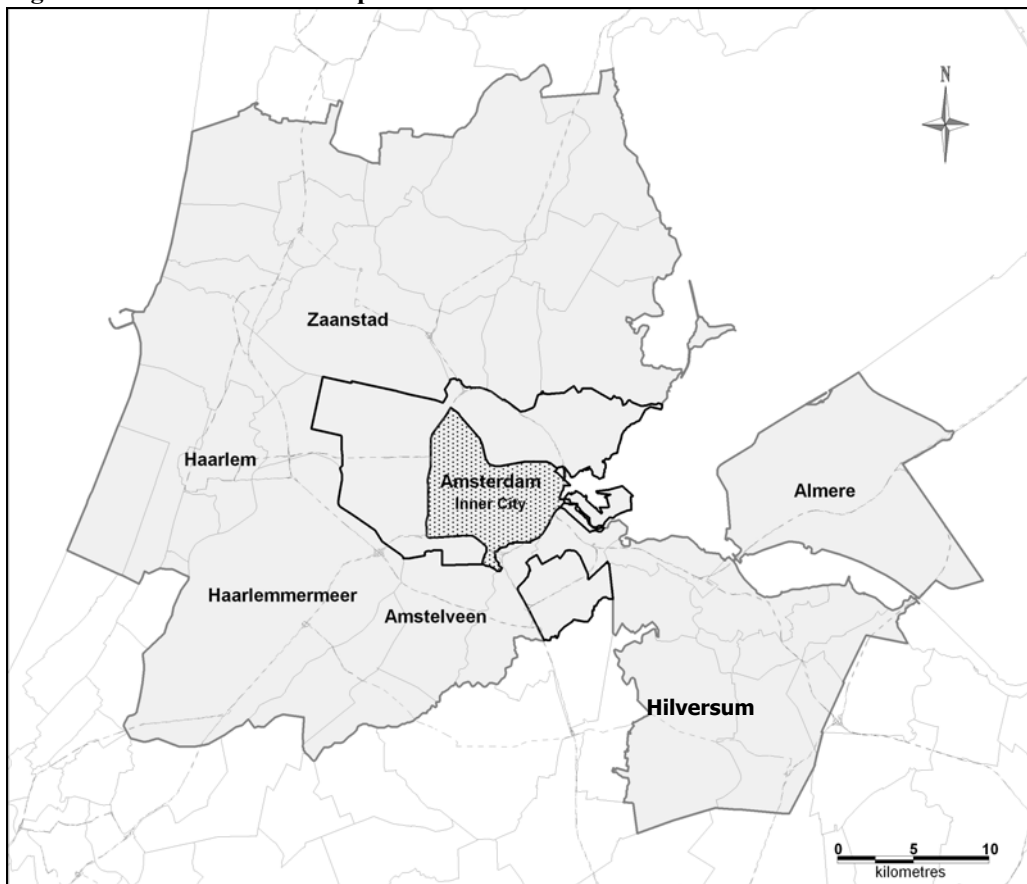 N
Zaanstad
Haarlem
Amsterdam
Inner City
Almere
Haarlemmermeer
Amstelveen
Hilversum
0 5 10
kilometres